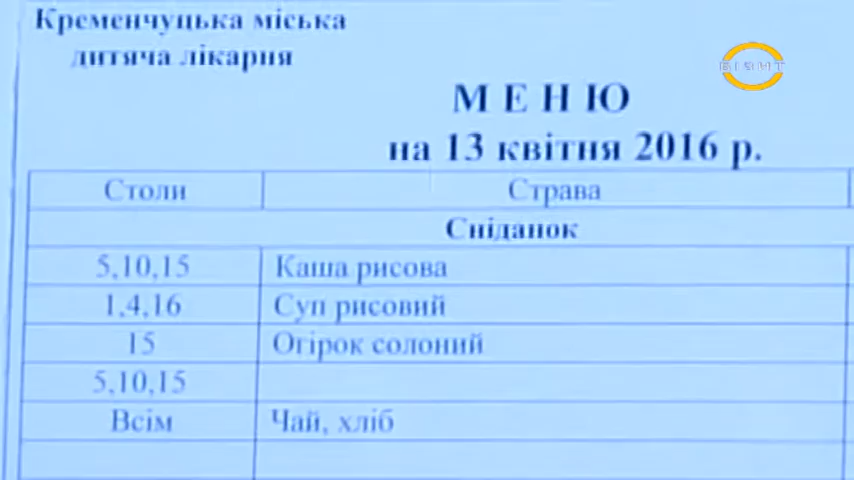 Кременчуцька міська
дитяча лікарня
ВІЗИТ
М Е Н Ю
на 13 квітня 2016 р.
Столи Страва
Сніданок
5,10,15 Каша рисова
1,4,16 Суп рисовий
15 Огірок солоний
5,10,15
Всім Чай, хліб